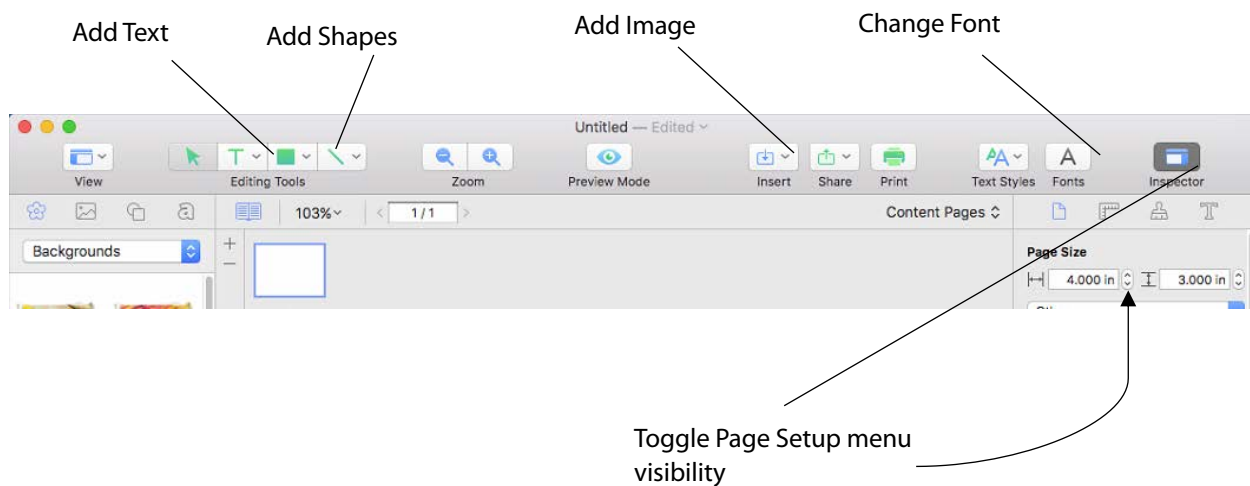 Add Text
Add Shapes
Add Image
Change Font
Untitled — Edited
View
Editing Tools
Zoom
Preview Mode
Insert
Share
Print
Text Styles
Fonts
Inspector
103%
1/1
Content Pages
Backgrounds
Page Size
4.000 in
3.000 in
Toggle Page Setup menu
visibility